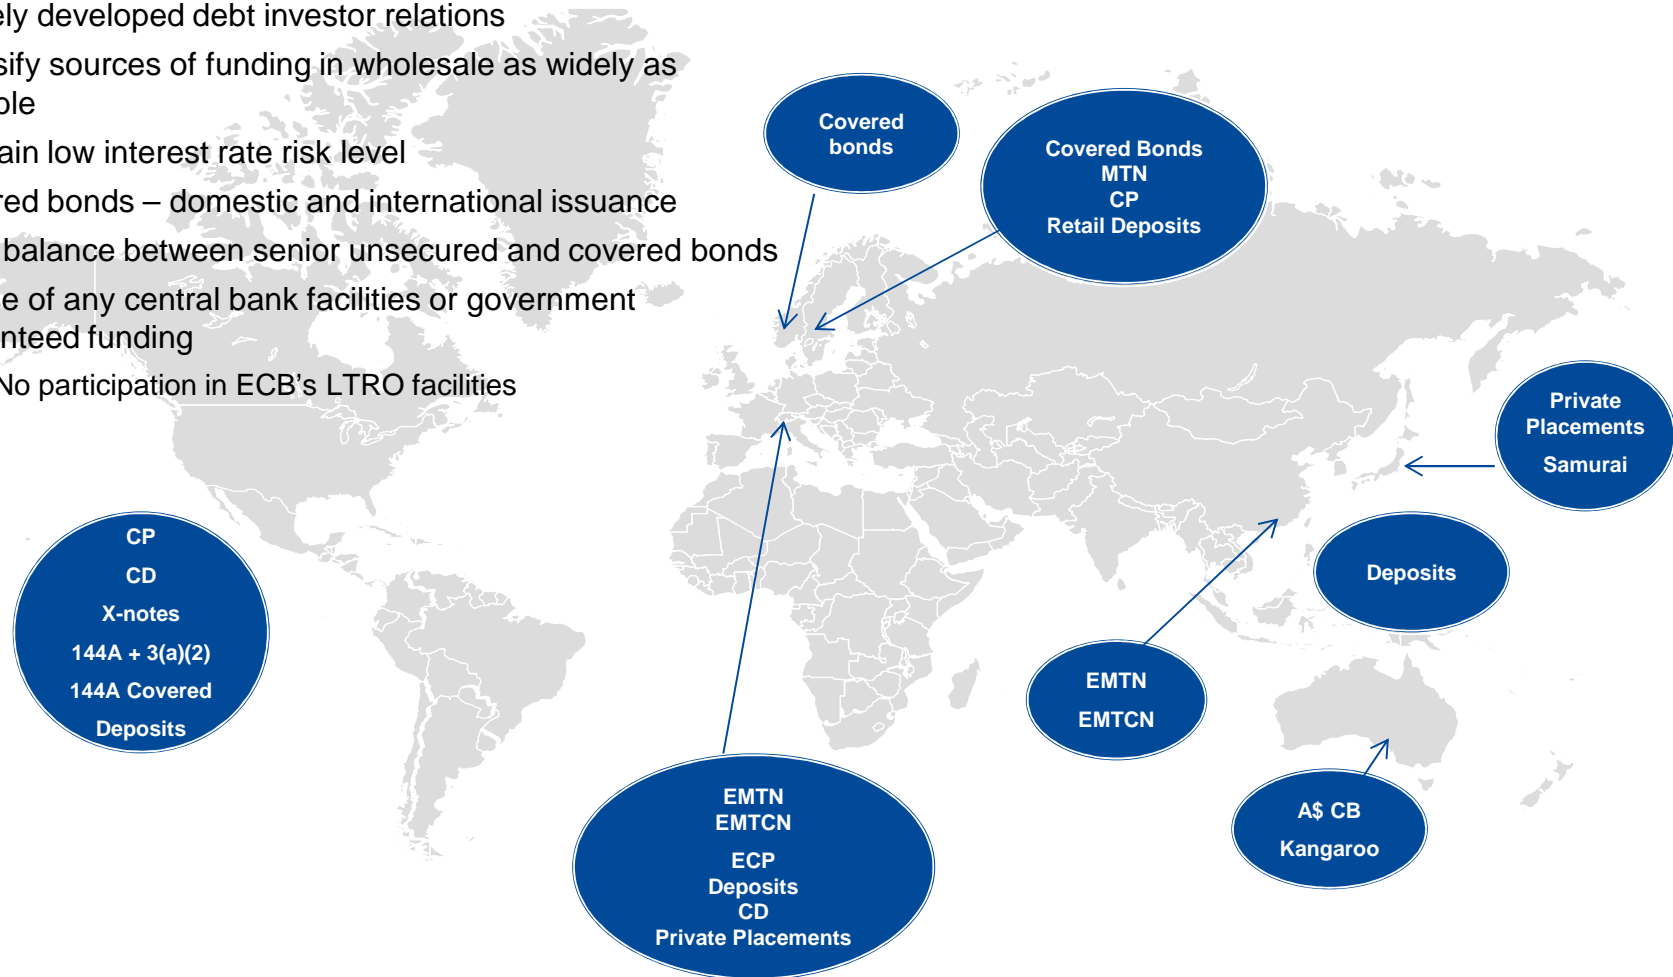 ely developed debt investor relations
sify sources of funding in wholesale as widely as
ole
ain low interest rate risk level
red bonds – domestic and international issuance
balance between senior unsecured and covered bonds
e of any central bank facilities or government
nteed funding
No participation in ECB's LTRO facilities
Covered
bonds
Covered Bonds
MTN
CP
Retail Deposits
Private
Placements
Samurai
Deposits
CP
CD
X-notes
144A + 3(a)(2)
144A Covered
Deposits
EMTN
EMTCN
EMTN
EMTCN
ECP
Deposits
CD
Private Placements
A$ CB
Kangaroo